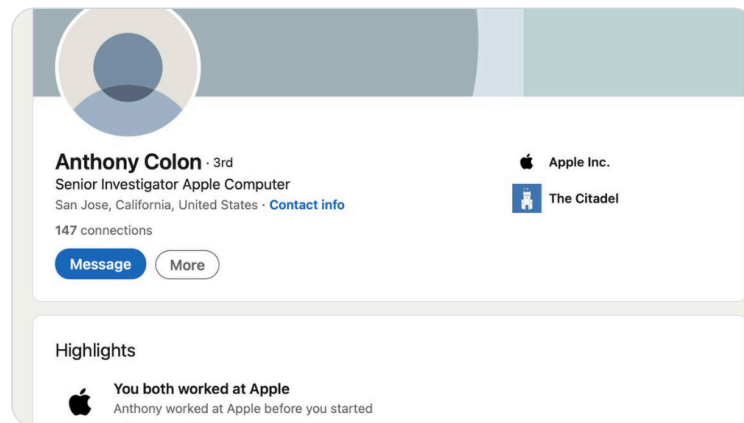 Anthony Colon · 3rd
Senior Investigator Apple Computer
San Jose, California, United States · Contact info
147 connections
Message
More
Apple Inc.
The Citadel
Highlights
You both worked at Apple
Anthony worked at Apple before you started